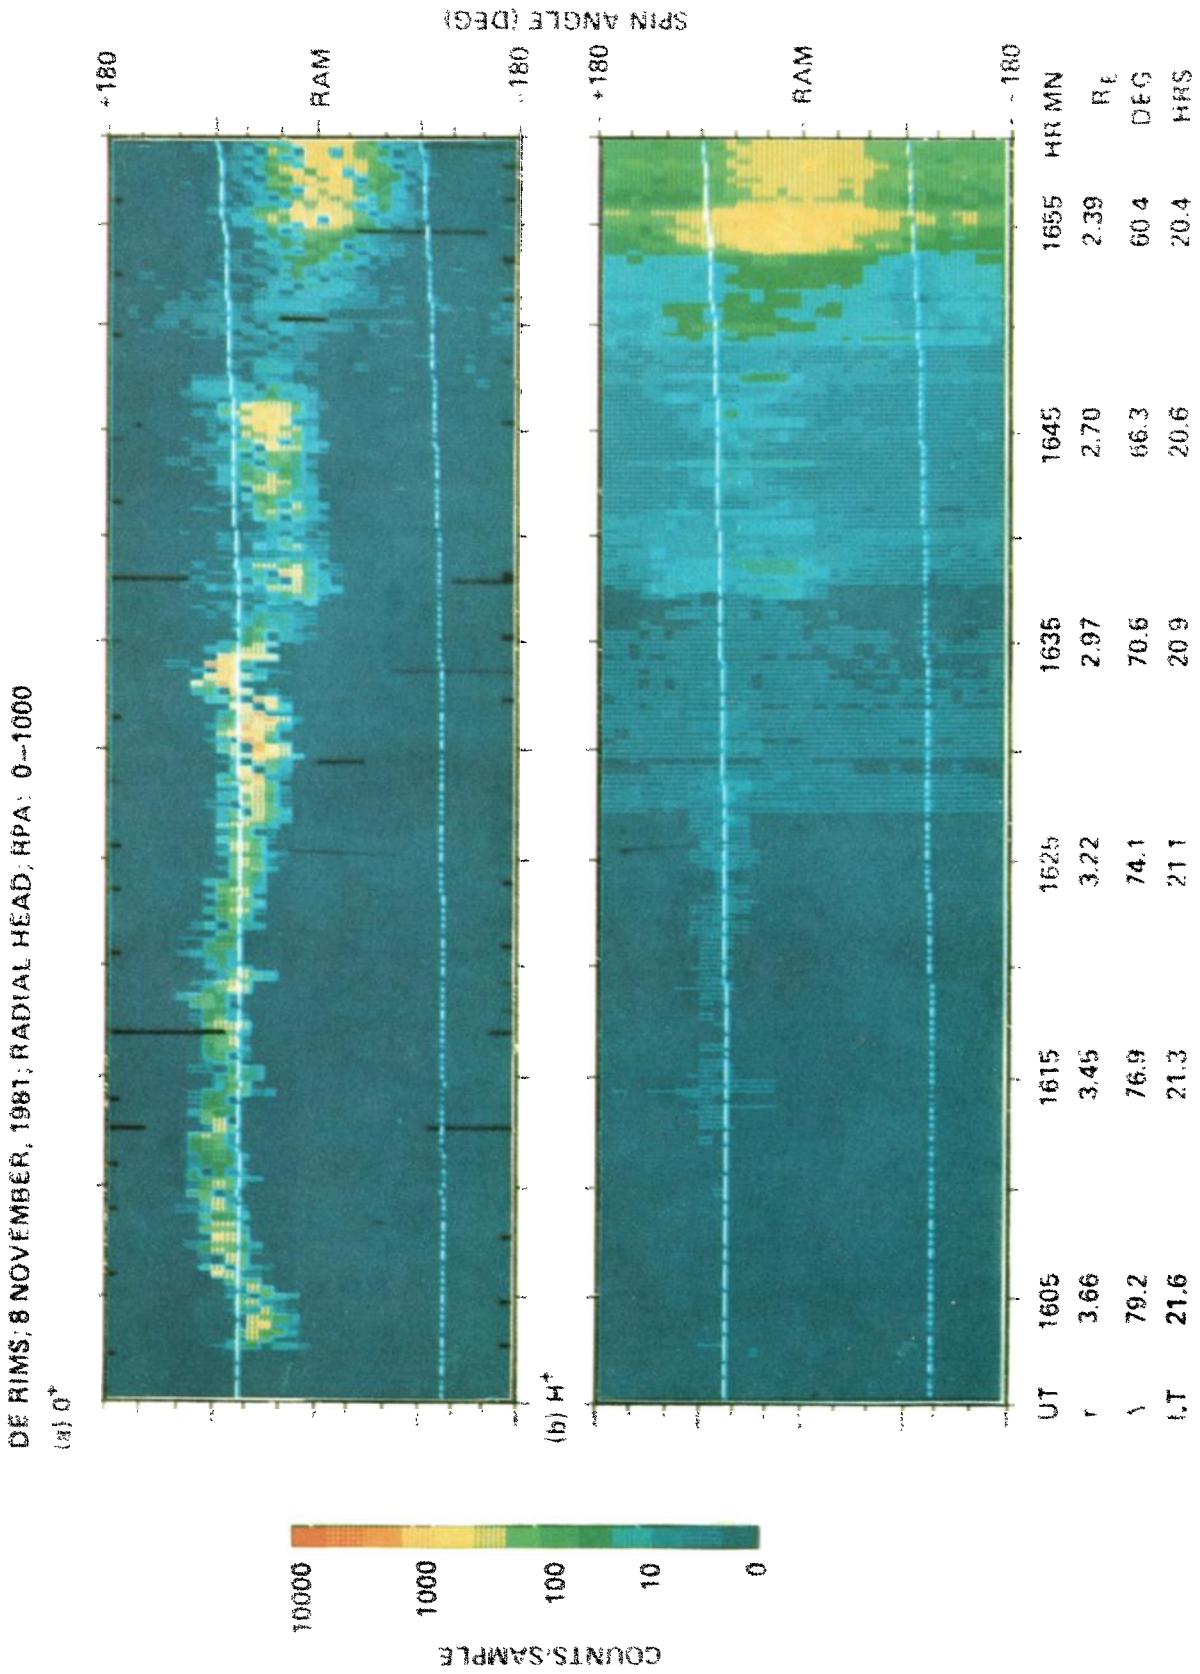 DE RIMS; 8 NOVEMBER, 1981; RADIAL HEAD; RPA: 0-1000
(a) O+
+180
RAM
-180
SPIN ANGLE (DEG)
(b) H+
+180
RAM
-180
UT 1605 1615 1625 1635 1645 1655 HR MN
r 3.66 3.45 3.22 2.97 2.70 2.39 RE
79.2 76.9 74.1 70.6 66.3 60.4 DEG
LT 21.6 21.3 21.1 20.9 20.6 20.4 HRS
10000
1000
100
10
0
COUNTS/SAMPLE